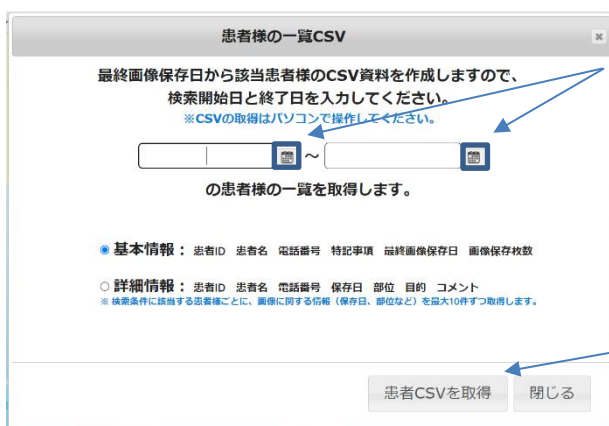 患者様の一覧CSV
最終画像保存日から該当患者様のCSV資料を作成しますので、
検索開始日と終了日を入力してください。
※CSVの取得はパソコンで操作してください。
～
の患者様の一覧を取得します。
基本情報： 患者ID 患者名 電話番号 特記事項 最終画像保存日 画像保存枚数
詳細情報： 患者ID 患者名 電話番号 保存日 部位 目的 コメント
※ 検索条件に該当する患者様ごとに、画像に関する情報（保存日、部位など）を最大10件ずつ取得します。
患者CSVを取得 閉じる